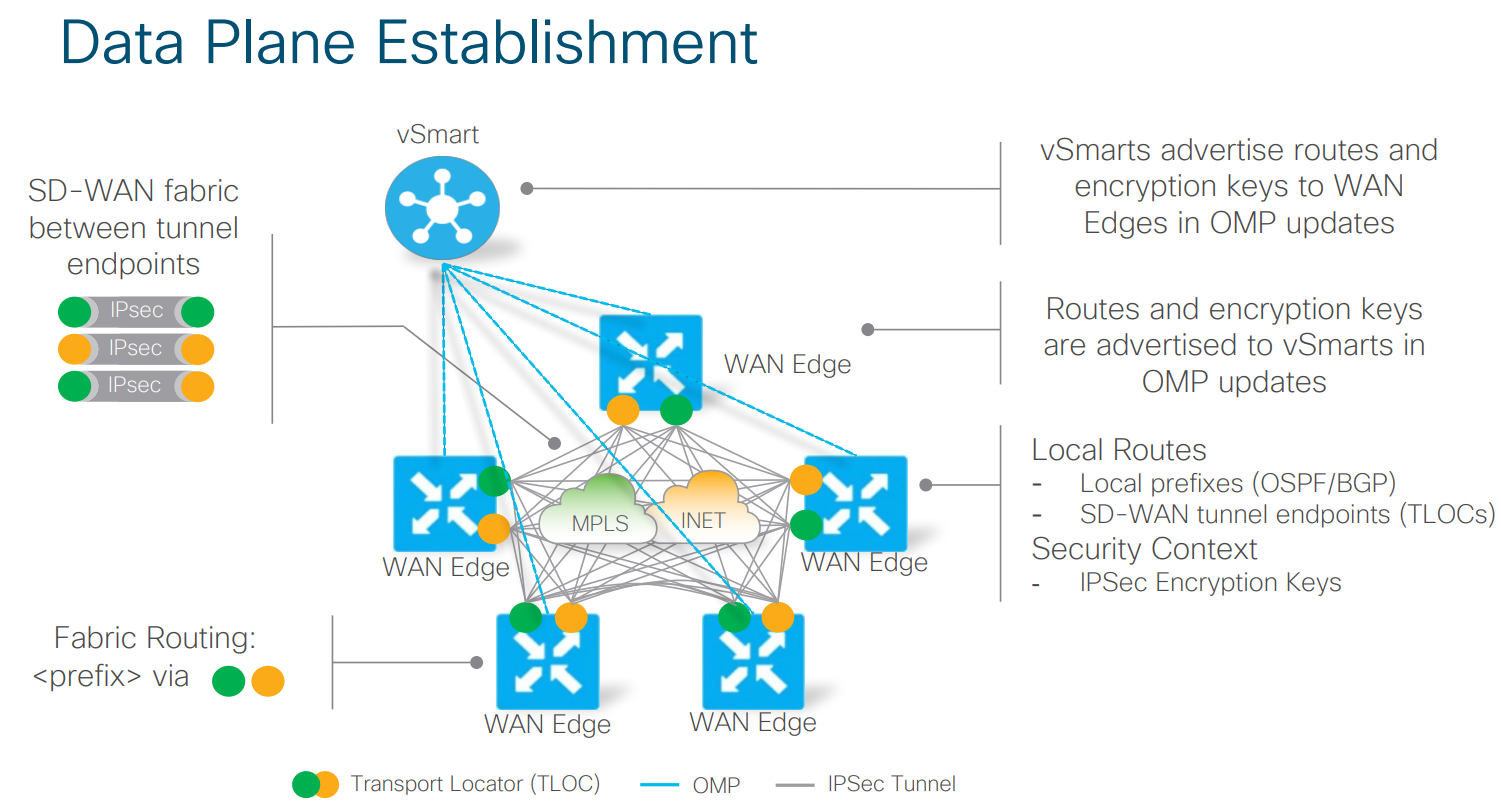 Data Plane Establishment
vSmart
SD-WAN fabric
between tunnel
endpoints
IPsec
IPsec
IPsec
vSmarts advertise routes and
encryption keys to WAN
Edges in OMP updates
WAN Edge
Routes and encryption keys
are advertised to vSmarts in
OMP updates
MPLS
INET
WAN Edge
WAN Edge
Local Routes
- Local prefixes (OSPF/BGP)
- SD-WAN tunnel endpoints (TLOCs)
Security Context
- IPSec Encryption Keys
Fabric Routing:
<prefix> via
WAN Edge
WAN Edge
Transport Locator (TLOC)
OMP
IPSec Tunnel